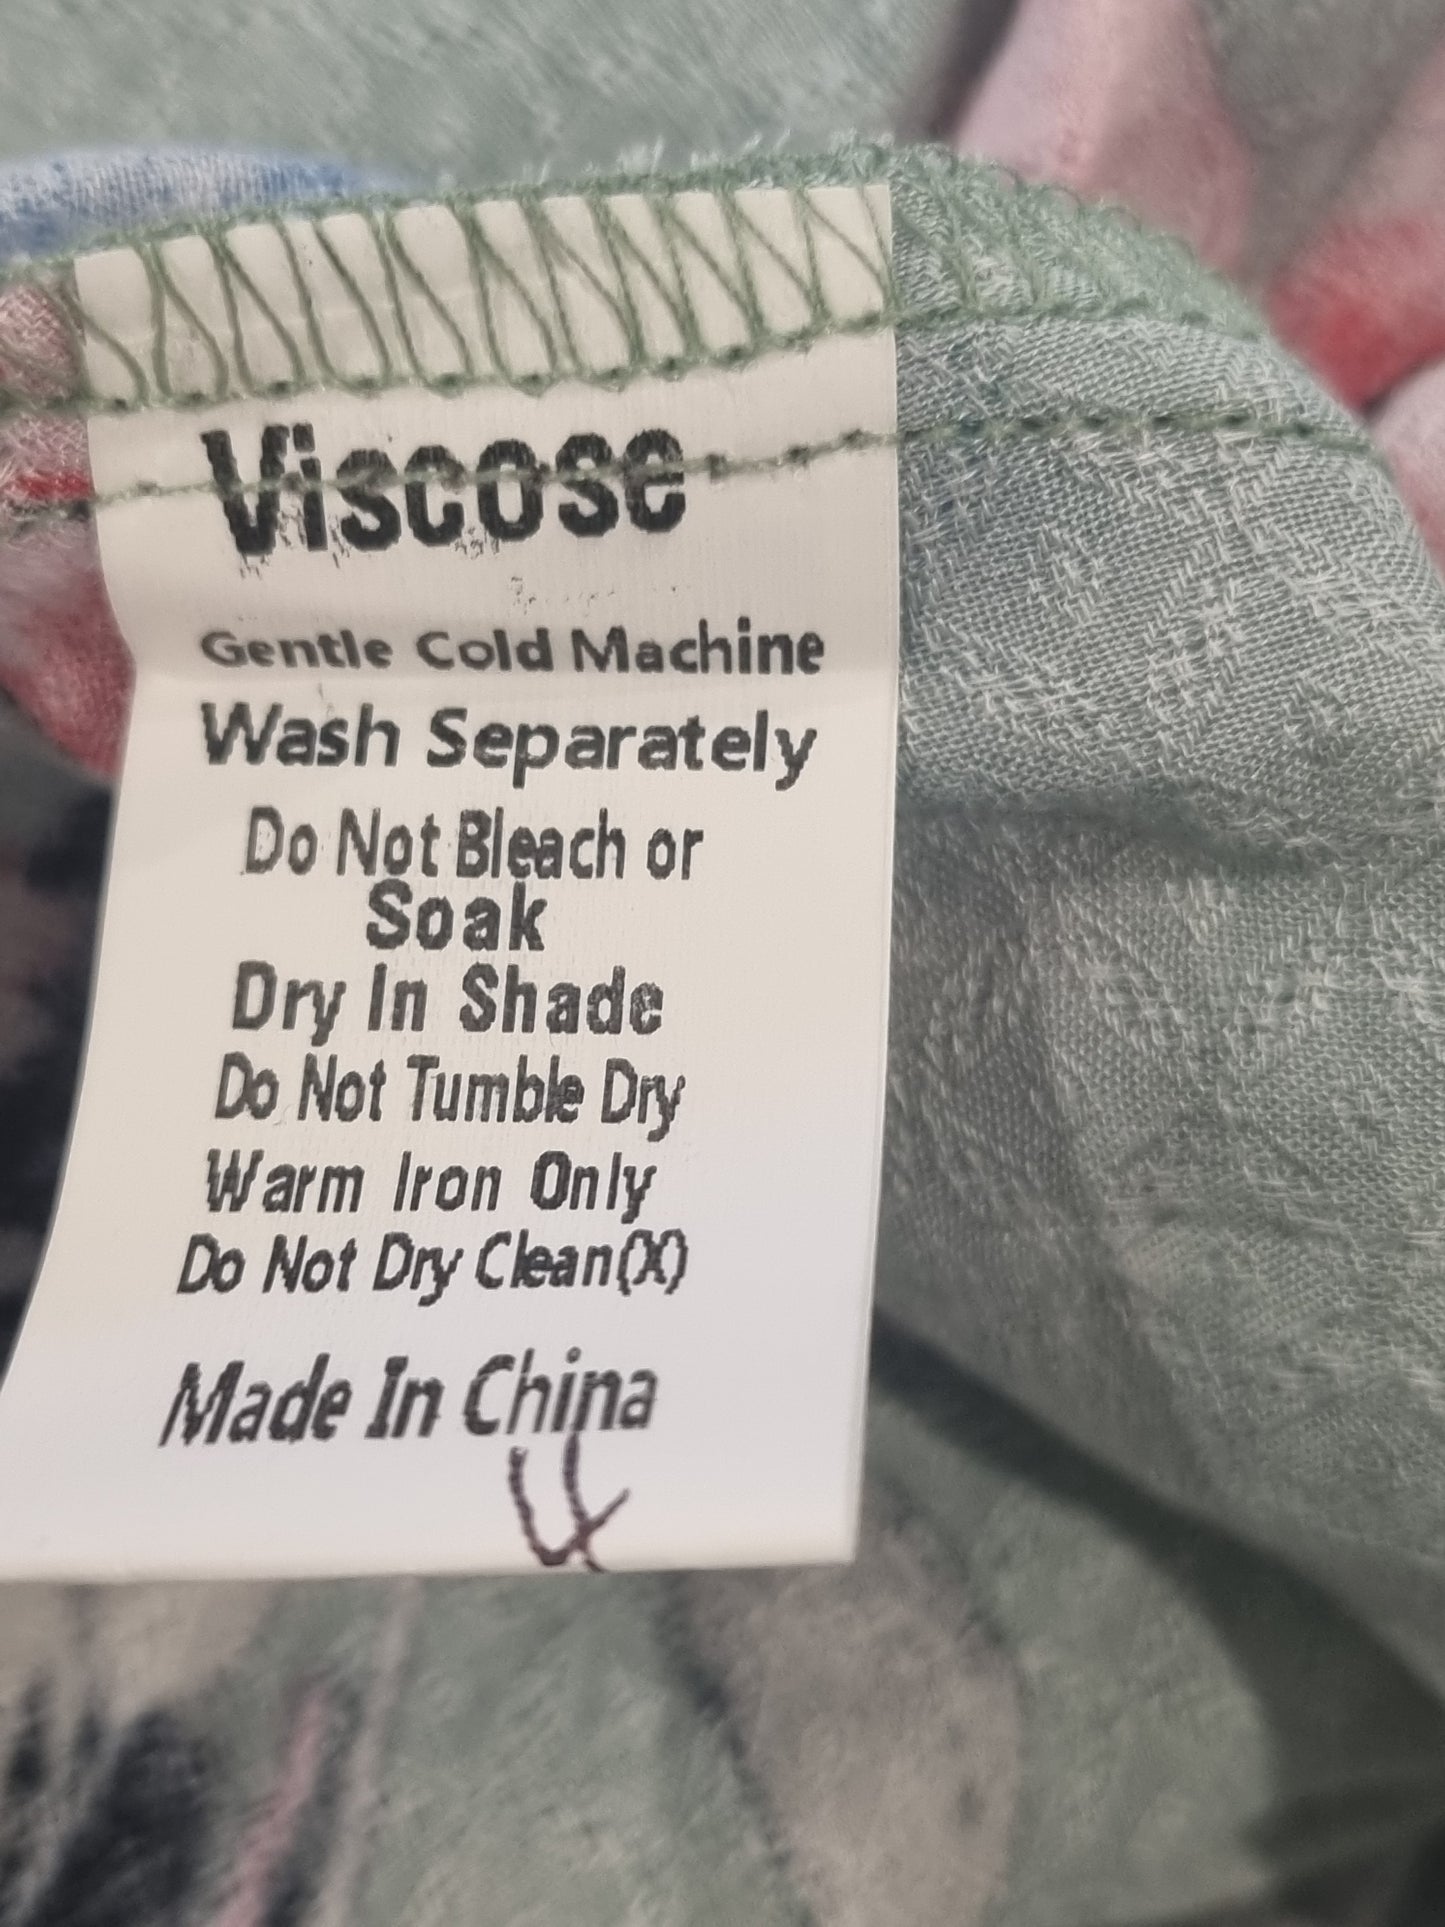 Viscose
Gentle Cold Machine
Wash Separately
Do Not Bleach or
Soak
Dry In Shade
Do Not Tumble Dry
Warm Iron Only
Do Not Dry Clean(X)
Made In China